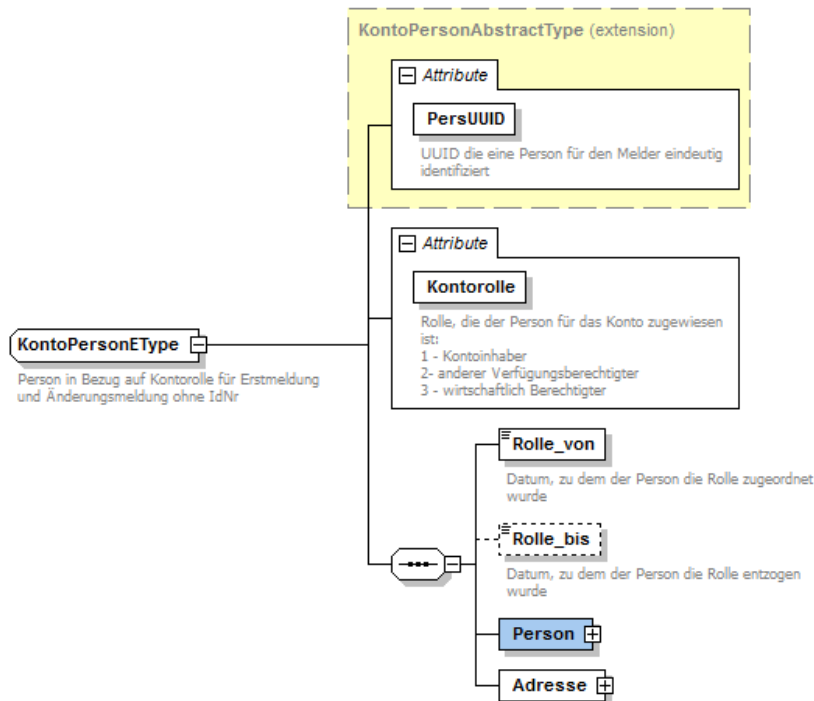 KontoPersonAbstractType (extension)
Attribute
PersUUID
UUID die eine Person für den Melder eindeutig
identifiziert
Attribute
Kontorolle
Rolle, die der Person für das Konto zugewiesen
ist:
1 - Kontoinhaber
2- anderer Verfügungsberechtigter
3 - wirtschaftlich Berechtigter
KontoPersonEType
Person in Bezug auf Kontorolle für Erstmeldung
und Änderungsmeldung ohne IdNr
Rolle_von
Datum, zu dem der Person die Rolle zugeordnet
wurde
Rolle_bis
Datum, zu dem der Person die Rolle entzogen
wurde
Person
Adresse